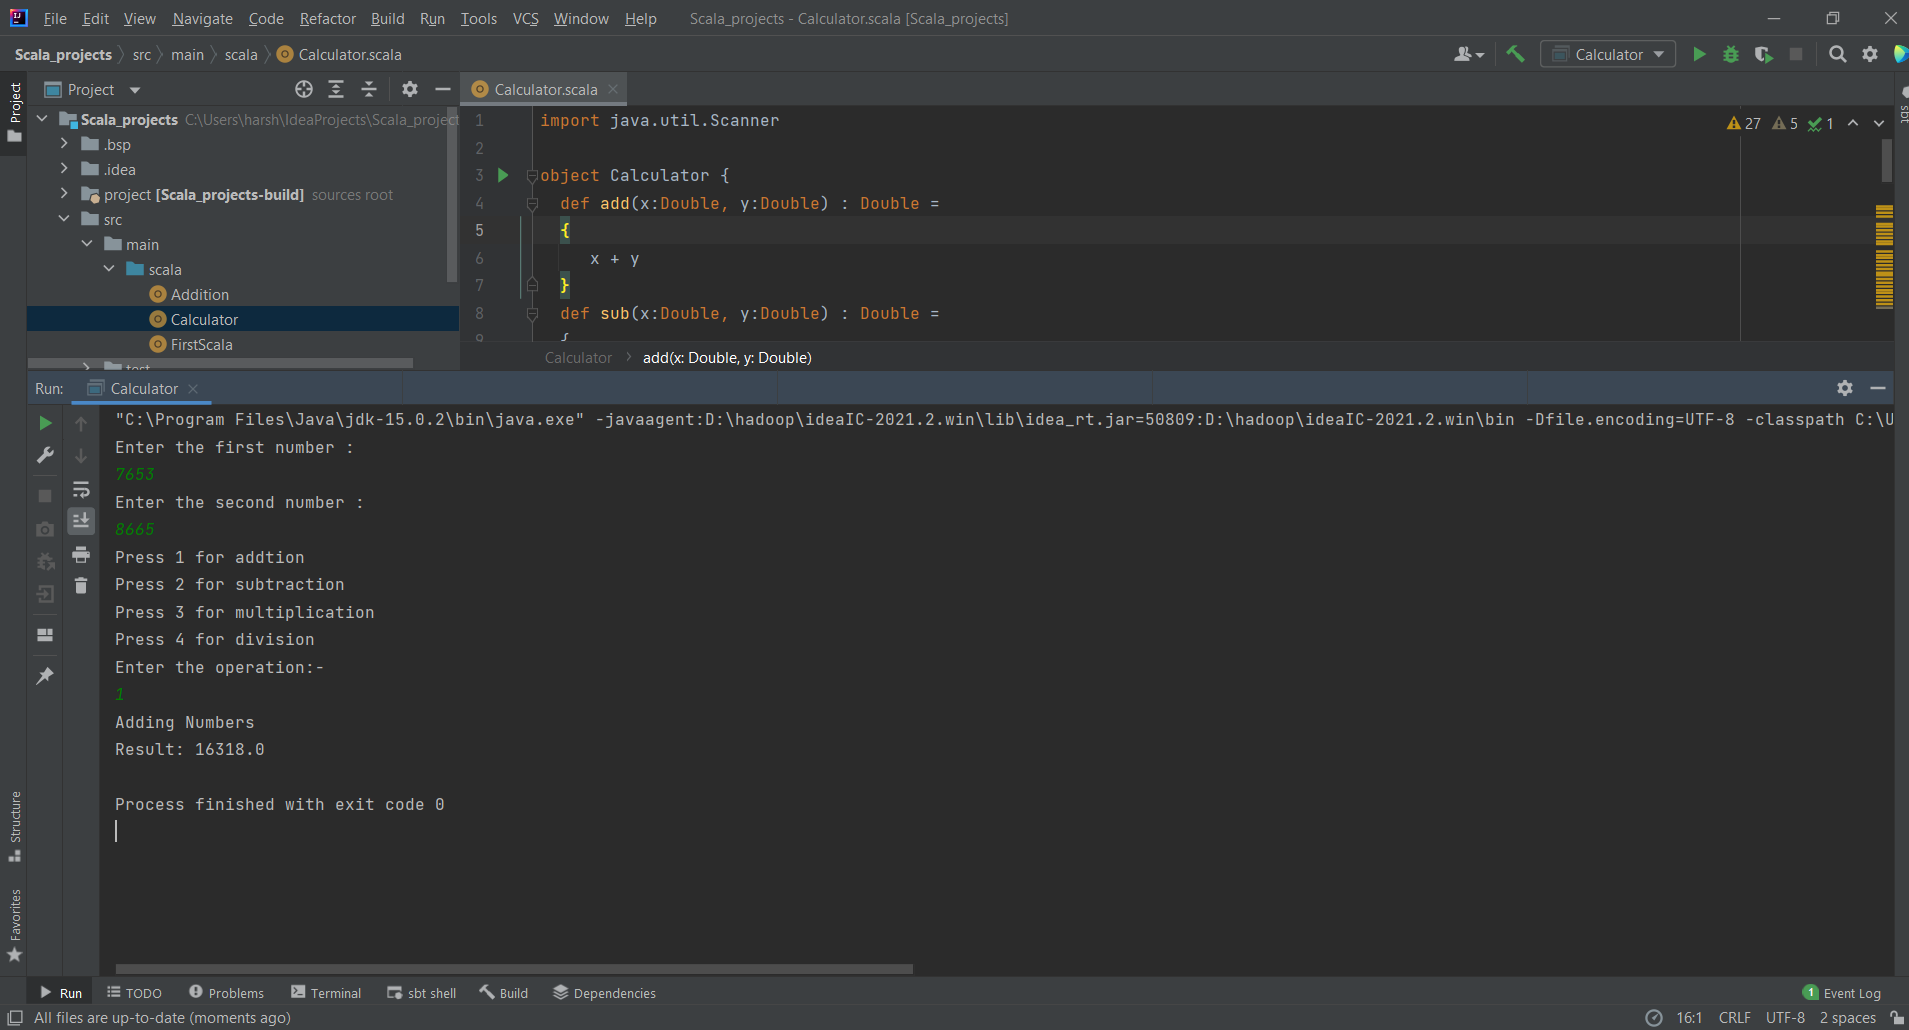 File Edit View Navigate Code Refactor Build Run Tools VCS Window Help Scala_projects - Calculator.scala [Scala_projects]
Scala_projects src main scala Calculator.scala Calculator
Project
Project
Calculator.scala
Scala_projects C:\Users\harsh\IdeaProjects\Scala_project
.bsp
.idea
project [Scala_projects-build] sources root
src
main
scala
Addition
Calculator
FirstScala
test
1 import java.util.Scanner
2
3 object Calculator {
4 def add(x:Double, y:Double) : Double =
5 {
6 x + y
7 }
8 def sub(x:Double, y:Double) : Double =
9 {
27 5 1
sbt
Calculator add(x: Double, y: Double)
Run: Calculator
"C:\Program Files\Java\jdk-15.0.2\bin\java.exe" -javaagent:D:\hadoop\ideaIC-2021.2.win\lib\idea_rt.jar=50809:D:\hadoop\ideaIC-2021.2.win\bin -Dfile.encoding=UTF-8 -classpath C:\U
Enter the first number :
7653
Enter the second number :
8665
Press 1 for addtion
Press 2 for subtraction
Press 3 for multiplication
Press 4 for division
Enter the operation:-
1
Adding Numbers
Result: 16318.0
Process finished with exit code 0
Structure
Favorites
Run TODO Problems Terminal sbt shell Build Dependencies 1 Event Log
All files are up-to-date (moments ago) 16:1 CRLF UTF-8 2 spaces